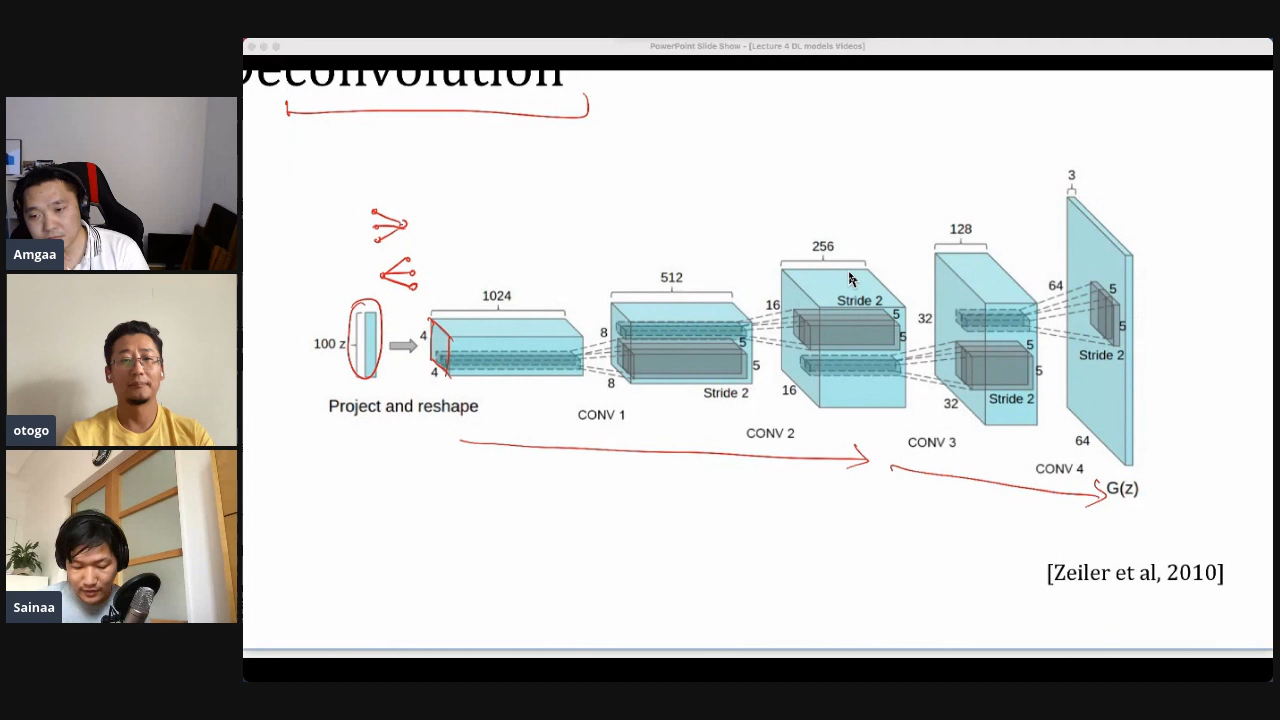 PowerPoint Slide Show - [Lecture 4 DL models Videos]
Deconvolution
3
128
256
64
5
512
16
Stride 2
1024
5
32
8
5
4
5
5
5
100 z
5
Stride 2
4
8
5
16
Stride 2
32
Stride 2
Project and reshape
CONV 1
CONV 2
CONV 3
64
CONV 4
G(z)
[Zeiler et al, 2010]
Amgaa
otogo
Sainaa